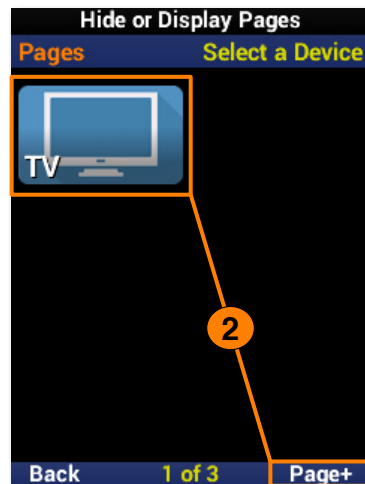 Hide or Display Pages
Pages Select a Device
TV
2
Back 1 of 3 Page+